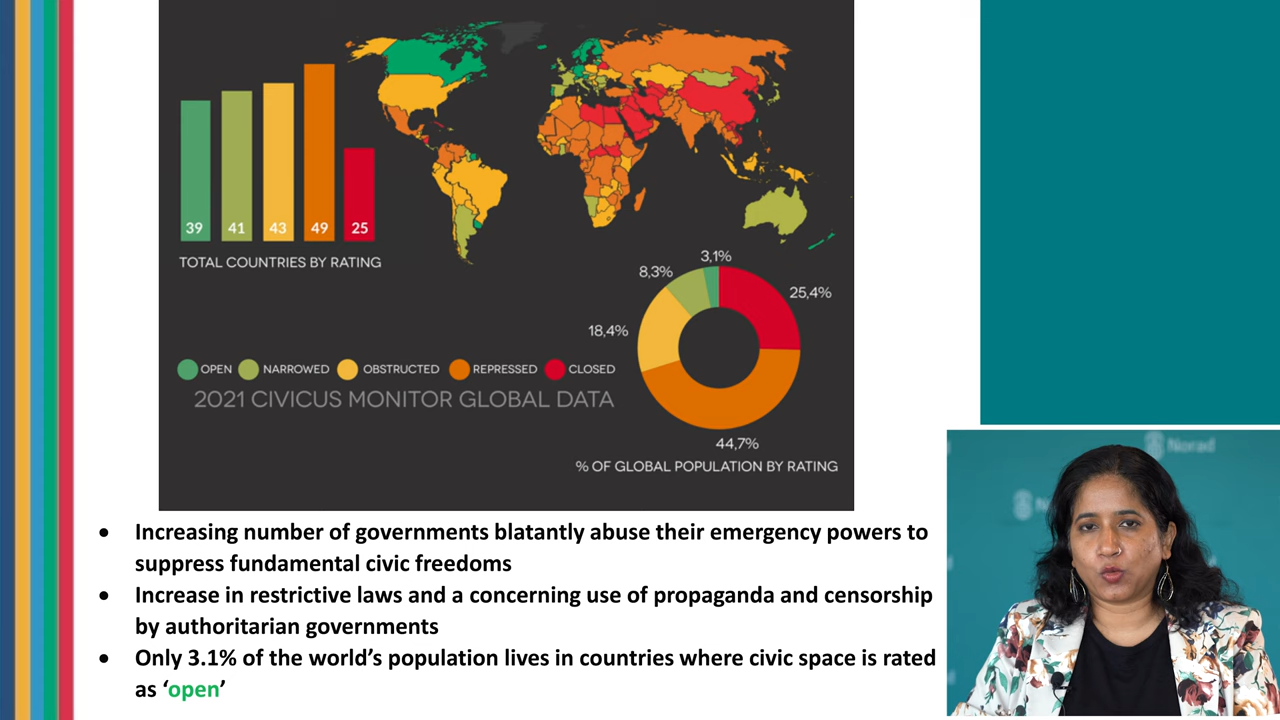 39
41
43
49
25
TOTAL COUNTRIES BY RATING
3,1%
8,3%
25,4%
18,4%
44,7%
OPEN
NARROWED
OBSTRUCTED
REPRESSED
CLOSED
2021 CIVICUS MONITOR GLOBAL DATA
% OF GLOBAL POPULATION BY RATING
Norad
N
• Increasing number of governments blatantly abuse their emergency powers to
suppress fundamental civic freedoms
• Increase in restrictive laws and a concerning use of propaganda and censorship
by authoritarian governments
• Only 3.1% of the world’s population lives in countries where civic space is rated
as ‘open’